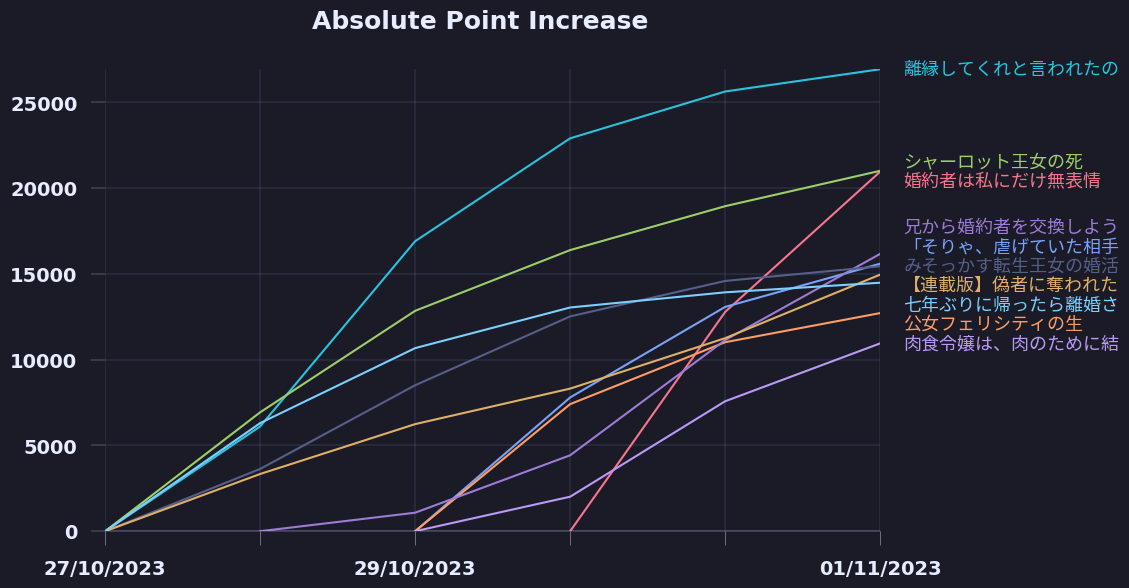 Absolute Point Increase
25000
20000
15000
10000
5000
0
27/10/2023
29/10/2023
01/11/2023
離縁してくれと言われたの
シャーロット王女の死
婚約者は私にだけ無表情
兄から婚約者を交換しよう
「そりゃ、虐げていた相手
みそっかす転生王女の婚活
【連載版】偽者に奪われた
七年ぶりに帰ったら離婚さ
公女フェリシティの生
肉食令嬢は、肉のために結